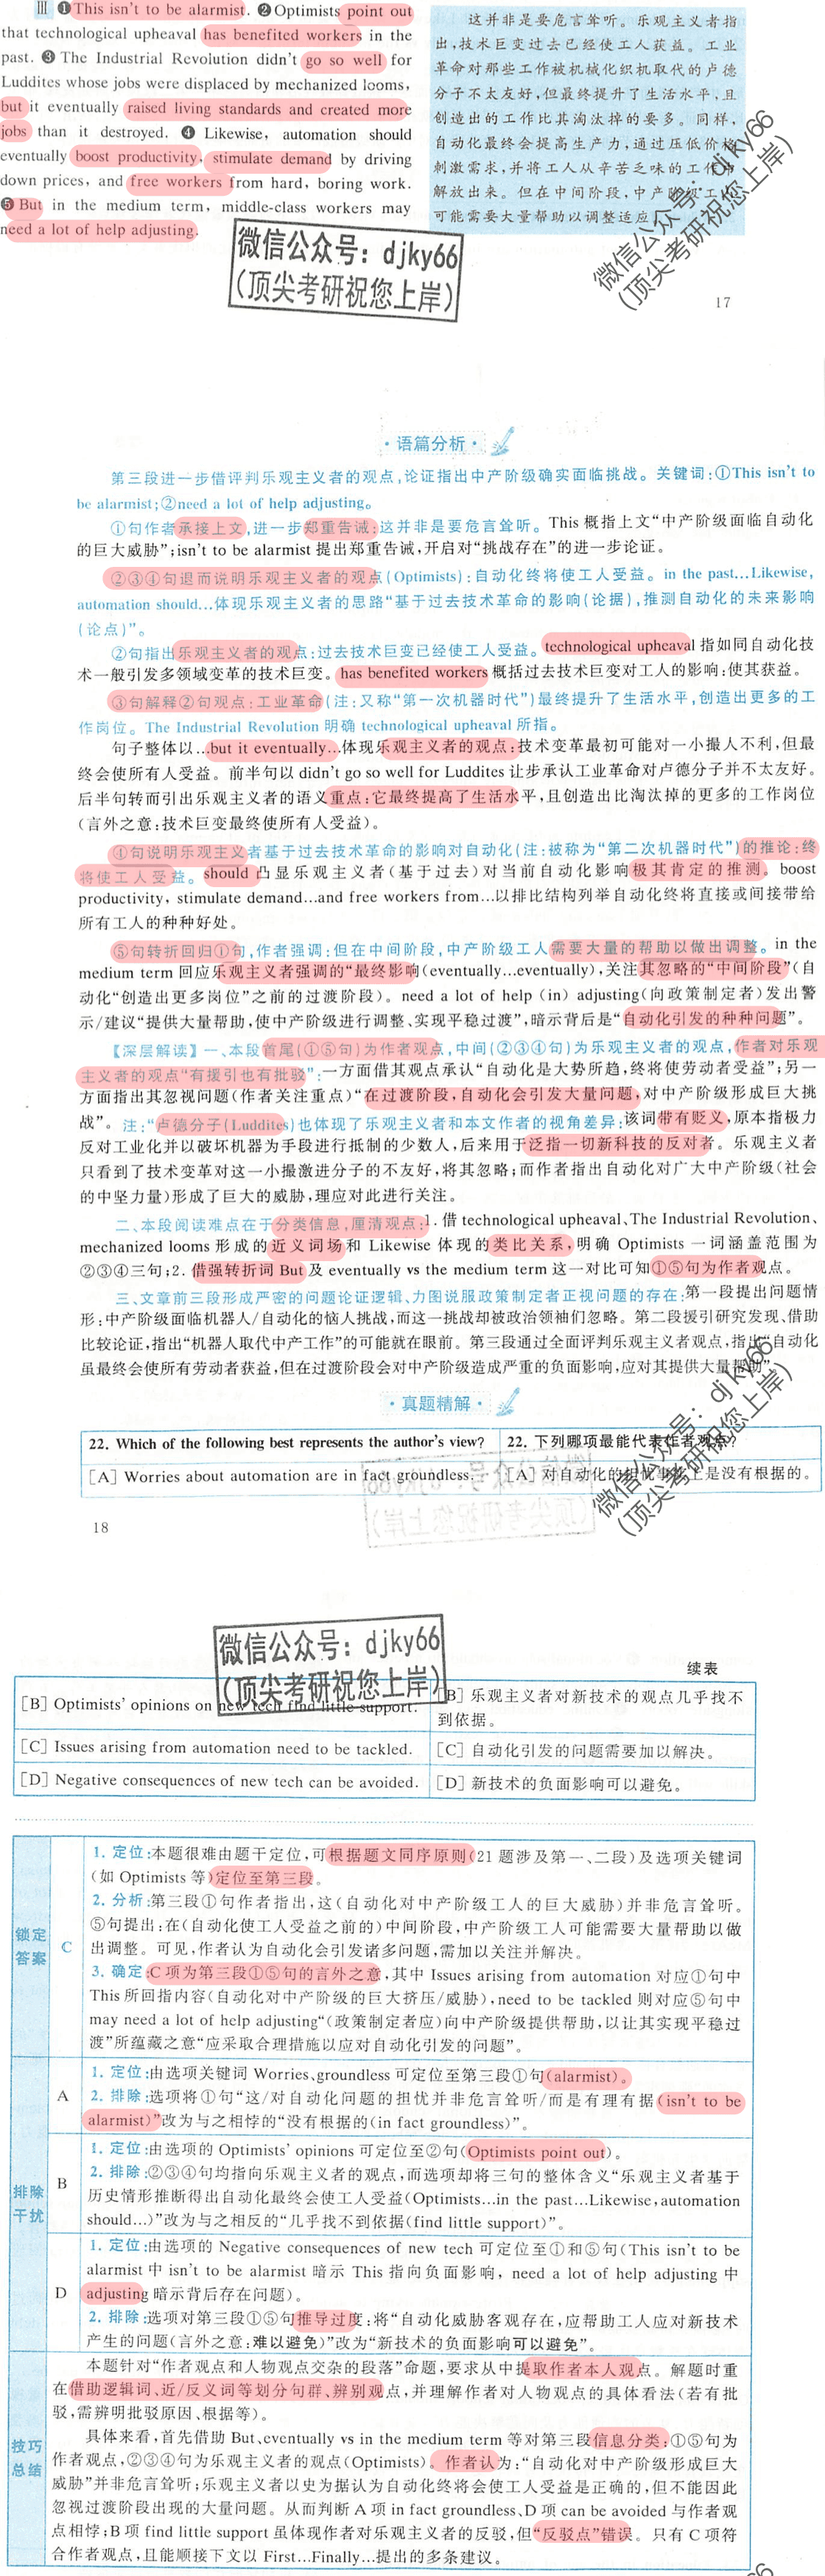 Ⅲ ❶This isn't to be alarmist. ❷Optimists point out
that technological upheaval has benefited workers in the
past. ❸ The Industrial Revolution didn't go so well for
Luddites whose jobs were displaced by mechanized looms,
but it eventually raised living standards and created more
jobs than it destroyed. ❹ Likewise, automation should
eventually boost productivity, stimulate demand by driving
down prices, and free workers from hard, boring work.
❺But in the medium term, middle-class workers may
need a lot of help adjusting.
这并非是要危言耸听。乐观主义者指
出,技术巨变过去已经使工人获益。工业
革命对那些工作被机械化织机取代的卢德
分子不太友好,但最终提升了生活水平,且
创造出的工作比其淘汰掉的要多。同样,
自动化最终会提高生产力,通过压低价格
刺激需求,并将工人从辛苦乏味的工作中
解放出来。但在中间阶段,中产阶级工人
可能需要大量帮助以调整适应
微信公众号:djky66
(顶尖考研祝您上岸)
微信公众号:djky66
(顶尖考研祝您上岸)
17
·语篇分析·
第三段进一步借评判乐观主义者的观点,论证指出中产阶级确实面临挑战。关键词:①This isn't to
be alarmist;②need a lot of help adjusting。
①句作者承接上文,进一步郑重告诫:这并非是要危言耸听。This 概指上文“中产阶级面临自动化
的巨大威胁”;isn't to be alarmist 提出郑重告诫,开启对“挑战存在”的进一步论证。
②③④句退而说明乐观主义者的观点(Optimists):自动化终将使工人受益。in the past...Likewise,
automation should...体现乐观主义者的思路“基于过去技术革命的影响(论据),推测自动化的未来影响
(论点)”。
②句指出乐观主义者的观点:过去技术巨变已经使工人受益。technological upheaval 指如同自动化技
术一般引发多领域变革的技术巨变。has benefited workers 概括过去技术巨变对工人的影响:使其获益。
③句解释②句观点:工业革命(注:又称“第一次机器时代”)最终提升了生活水平,创造出更多的工
作岗位。The Industrial Revolution 明确 technological upheaval 所指。
句子整体以...but it eventually...体现乐观主义者的观点:技术变革最初可能对一小撮人不利,但最
终会使所有人受益。前半句以 didn't go so well for Luddites 让步承认工业革命对卢德分子并不太友好。
后半句转而引出乐观主义者的语义重点:它最终提高了生活水平,且创造出比淘汰掉的更多的工作岗位
(言外之意:技术巨变最终使所有人受益)。
④句说明乐观主义者基于过去技术革命的影响对自动化(注:被称为“第二次机器时代”)的推论:终
将使工人受益。should 凸显乐观主义者(基于过去)对当前自动化影响极其肯定的推测。boost
productivity, stimulate demand...and free workers from...以排比结构列举自动化终将直接或间接带给
所有工人的种种好处。
⑤句转折回归①句,作者强调:但在中间阶段,中产阶级工人需要大量的帮助以做出调整。in the
medium term 回应乐观主义者强调的“最终影响(eventually...eventually),关注其忽略的“中间阶段”(自
动化“创造出更多岗位”之前的过渡阶段)。need a lot of help (in) adjusting(向政策制定者)发出警
示/建议“提供大量帮助,使中产阶级进行调整、实现平稳过渡”,暗示背后是“自动化引发的种种问题”。
【深层解读】一、本段首尾(①⑤句)为作者观点,中间(②③④句)为乐观主义者的观点,作者对乐观
主义者的观点“有援引也有批驳”:一方面借其观点承认“自动化是大势所趋,终将使劳动者受益”;另一
方面指出其忽视问题(作者关注重点)“在过渡阶段,自动化会引发大量问题,对中产阶级形成巨大挑
战”。注:“卢德分子(Luddites)也体现了乐观主义者和本文作者的视角差异:该词带有贬义,原本指极力
反对工业化并以破坏机器为手段进行抵制的少数人,后来用于泛指一切新科技的反对者。乐观主义者
只看到了技术变革对这一小撮激进分子的不友好,将其忽略;而作者指出自动化对广大中产阶级(社会
的中坚力量)形成了巨大的威胁,理应对此进行关注。
二、本段阅读难点在于分类信息,厘清观点:1. 借 technological upheaval、The Industrial Revolution、
mechanized looms 形成的近义词场和 Likewise 体现的类比关系,明确 Optimists 一词涵盖范围为
②③④三句;2. 借强转折词 But 及 eventually vs the medium term 这一对比可知①⑤句为作者观点。
三、文章前三段形成严密的问题论证逻辑、力图说服政策制定者正视问题的存在:第一段提出问题情
形:中产阶级面临机器人/自动化的恼人挑战,而这一挑战却被政治领袖们忽略。第二段援引研究发现、借助
比较论证,指出“机器人取代中产工作”的可能就在眼前。第三段通过全面评判乐观主义者观点,指出“自动化
虽最终会使所有劳动者获益,但在过渡阶段会对中产阶级造成严重的负面影响,应对其提供大量帮助”
·真题精解·
22. Which of the following best represents the author's view?
22. 下列哪项最能代表作者观点?
[A] Worries about automation are in fact groundless.
[A] 对自动化的担忧事实上是没有根据的。
微信公众号:djky66
(顶尖考研祝您上岸)
18
微信公众号:djky66
(顶尖考研祝您上岸)
续表
[B] Optimists' opinions on new tech find little support.
[B] 乐观主义者对新技术的观点几乎找不
到依据。
[C] Issues arising from automation need to be tackled.
[C] 自动化引发的问题需要加以解决。
[D] Negative consequences of new tech can be avoided.
[D] 新技术的负面影响可以避免。
锁定
答案
C
1. 定位:本题很难由题干定位,可根据题文同序原则(21 题涉及第一、二段)及选项关键词
(如 Optimists 等)定位至第三段。
2. 分析:第三段①句作者指出,这(自动化对中产阶级工人的巨大威胁)并非危言耸听。
⑤句提出:在(自动化使工人受益之前的)中间阶段,中产阶级工人可能需要大量帮助以做
出调整。可见,作者认为自动化会引发诸多问题,需加以关注并解决。
3. 确定:C 项为第三段①⑤句的言外之意,其中 Issues arising from automation 对应①句中
This 所回指内容(自动化对中产阶级的巨大挤压/威胁),need to be tackled 则对应⑤句中
may need a lot of help adjusting“(政策制定者应)向中产阶级提供帮助,以让其实现平稳过
渡”所蕴藏之意“应采取合理措施以应对自动化引发的问题”。
排除
干扰
A
1. 定位:由选项关键词 Worries、groundless 可定位至第三段①句(alarmist)。
2. 排除:选项将①句“这/对自动化问题的担忧并非危言耸听/而是有理有据(isn't to be
alarmist)”改为与之相悖的“没有根据的(in fact groundless)”。
B
1. 定位:由选项的 Optimists' opinions 可定位至②句(Optimists point out)。
2. 排除:②③④句均指向乐观主义者的观点,而选项却将三句的整体含义“乐观主义者基于
历史情形推断得出自动化最终会使工人受益(Optimists...in the past...Likewise,automation
should...)”改为与之相反的“几乎找不到依据(find little support)”。
D
1. 定位:由选项的 Negative consequences of new tech 可定位至①和⑤句(This isn't to be
alarmist 中 isn't to be alarmist 暗示 This 指向负面影响, need a lot of help adjusting 中
adjusting 暗示背后存在问题)。
2. 排除:选项对第三段①⑤句推导过度:将“自动化威胁客观存在,应帮助工人应对新技术
产生的问题(言外之意:难以避免)”改为“新技术的负面影响可以避免”。
技巧
总结
本题针对“作者观点和人物观点交杂的段落”命题,要求从中提取作者本人观点。解题时重
在借助逻辑词、近/反义词等划分句群、辨别观点,并理解作者对人物观点的具体看法(若有批
驳,需辨明批驳原因、根据等)。
具体来看,首先借助 But、eventually vs in the medium term 等对第三段信息分类:①⑤句为
作者观点,②③④句为乐观主义者的观点(Optimists)。作者认为:“自动化对中产阶级形成巨大
威胁”并非危言耸听;乐观主义者以史为据认为自动化终将会使工人受益是正确的,但不能因此
忽视过渡阶段出现的大量问题。从而判断 A 项 in fact groundless、D 项 can be avoided 与作者观
点相悖;B 项 find little support 虽体现作者对乐观主义者的反驳,但“反驳点”错误。只有 C 项符
合作者观点,且能顺接下文以 First...Finally...提出的多条建议。